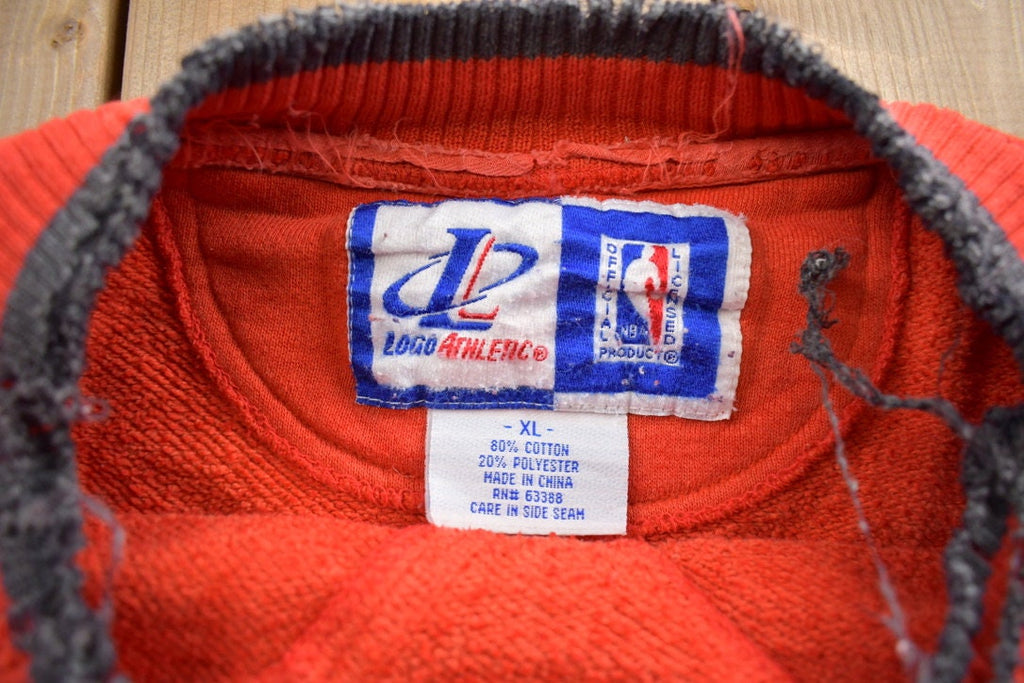 LOGO ATHLETIC®
OFFICIAL
LICENSED
NBA
PRODUCT®
- XL -
80% COTTON
20% POLYESTER
MADE IN CHINA
RN# 63388
CARE IN SIDE SEAM